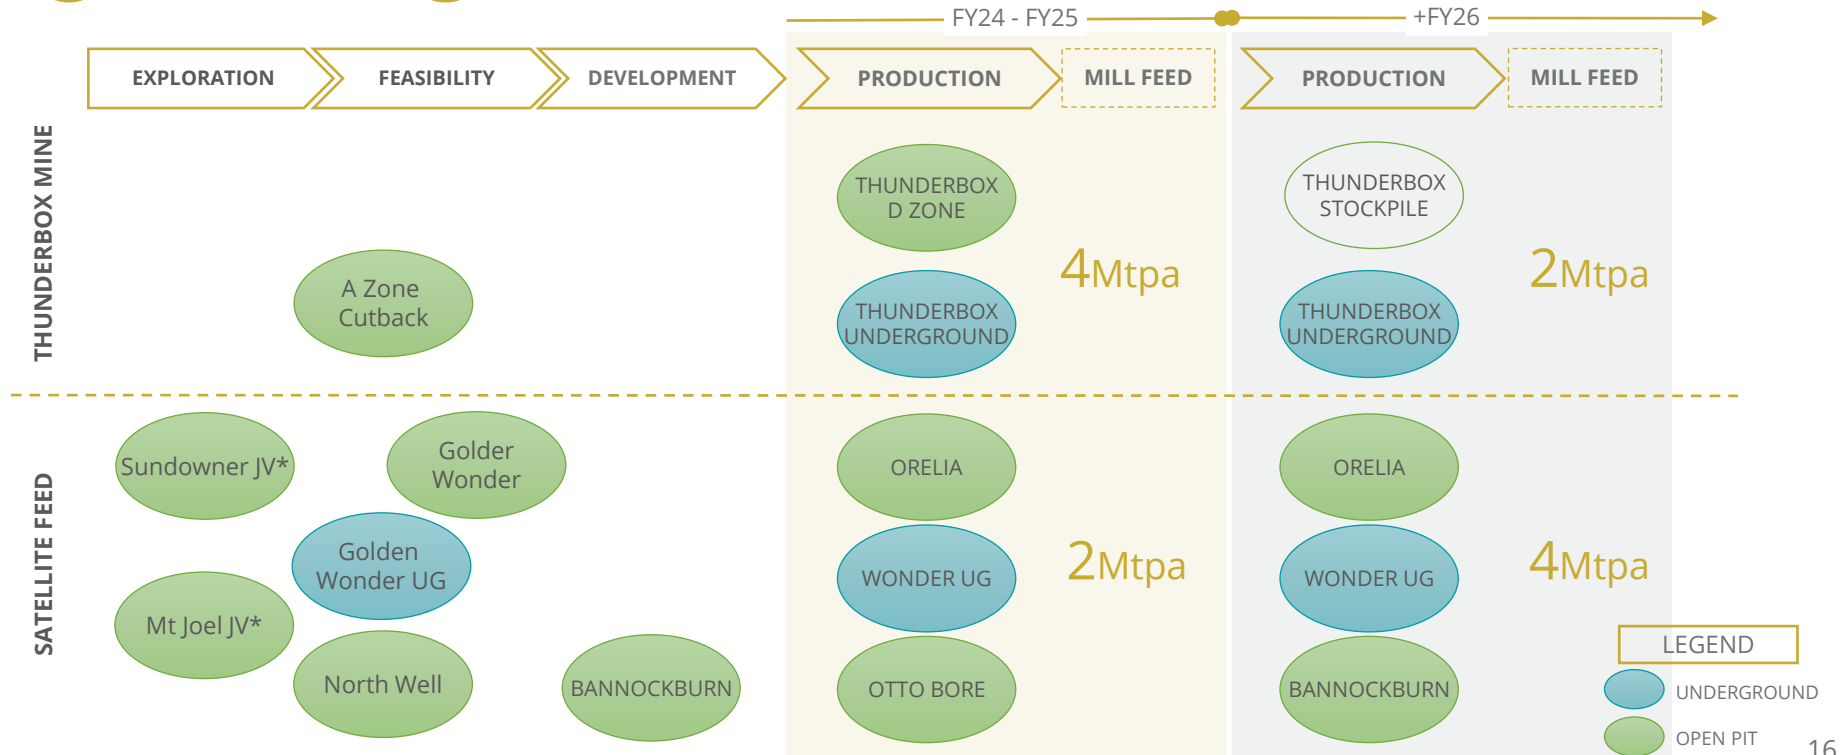 FY24 - FY25
+FY26
EXPLORATION
FEASIBILITY
DEVELOPMENT
PRODUCTION
MILL FEED
PRODUCTION
MILL FEED
THUNDERBOX MINE
A Zone
Cutback
THUNDERBOX
D ZONE
THUNDERBOX
UNDERGROUND
4Mtpa
THUNDERBOX
STOCKPILE
THUNDERBOX
UNDERGROUND
2Mtpa
SATELLITE FEED
Sundowner JV*
Golder
Wonder
Golden
Wonder UG
Mt Joel JV*
North Well
BANNOCKBURN
ORELIA
WONDER UG
OTTO BORE
2Mtpa
ORELIA
WONDER UG
BANNOCKBURN
4Mtpa
LEGEND
UNDERGROUND
OPEN PIT
16